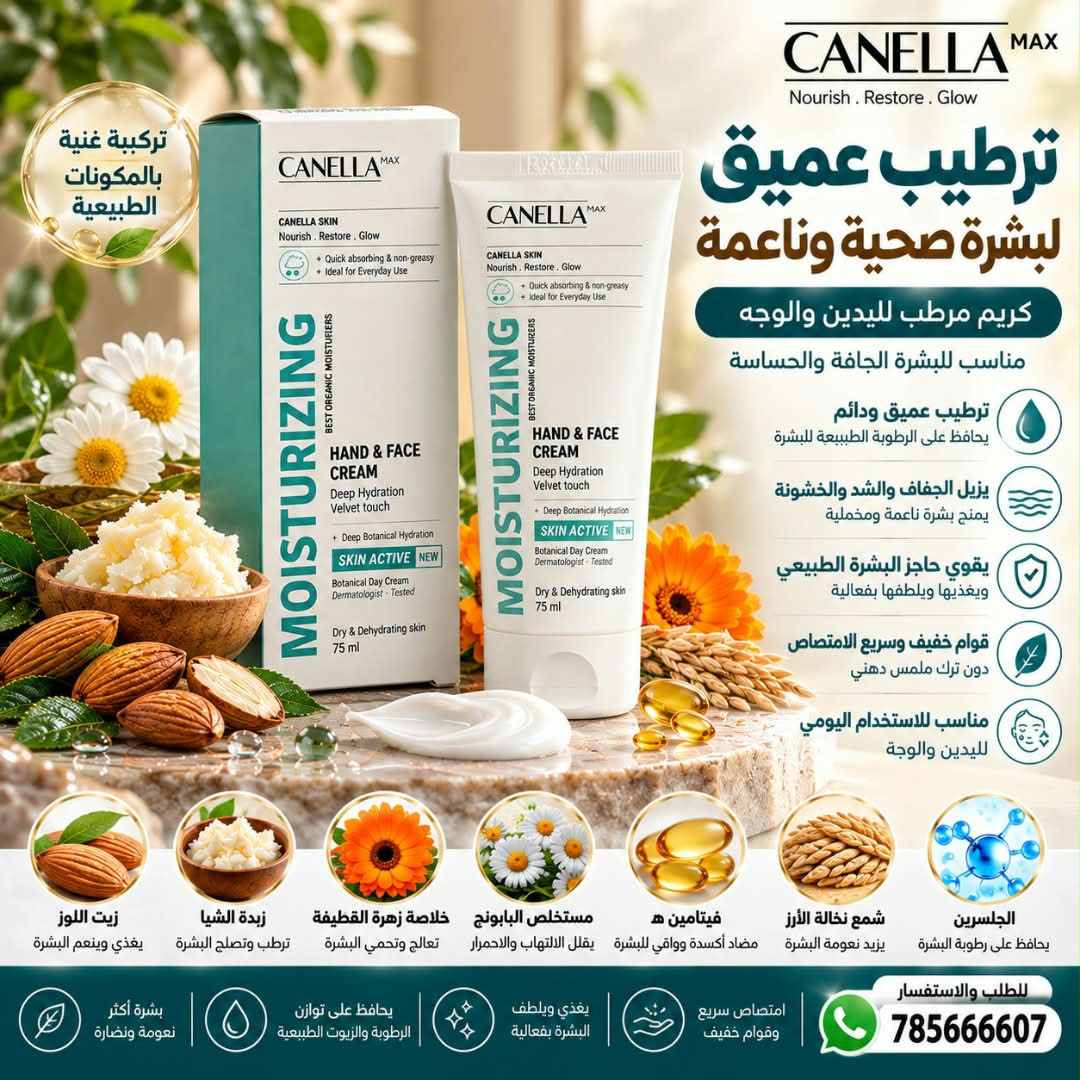 CANELLA MAX
Nourish . Restore . Glow
تركيبة غنية
بالمكونات
الطبيعية
ترطيب عميق
لبشرة صحية وناعمة
كريم مرطب لليدين والوجه
مناسب للبشرة الجافة والحساسة
ترطيب عميق ودائم
يحافظ على الرطوبة الطبيبعية للبشرة
يزيل الجفاف والشد والخشونة
يمنح بشرة ناعمة ومخملية
يقوي حاجز البشرة الطبيعي
ويغذيها ويلطفها بفعالية
قوام خفيف وسريع الامتصاص
دون ترك ملمس دهني
مناسب للاستخدام اليومي
لليدين والوجة
CANELLA MAX
CANELLA SKIN
Nourish . Restore . Glow
+ Quick absorbing & non-greasy
+ Ideal for Everyday Use
MOISTURIZING
BEST ORGANIC MOISTURIFIERS
HAND & FACE
CREAM
Deep Hydration
Velvet touch
+ Deep Botanical Hydration
SKIN ACTIVE NEW
Botanical Day Cream
Dermatologist - Tested
Dry & Dehydrating skin
75 ml
CANELLA MAX
CANELLA SKIN
Nourish . Restore . Glow
+ Quick absorbing & non-greasy
+ Ideal for Everyday Use
MOISTURIZING
BEST ORGANIC MOISTURIZERS
HAND & FACE
CREAM
Deep Hydration
Velvet touch
+ Deep Botanical Hydration
SKIN ACTIVE NEW
Botanical Day Cream
Dermatologist - Tested
Dry & Dehydrating skin
75 ml
الجلسرين
يحافظ على رطوبة البشرة
شمع نخالة الأرز
يزيد نعومة البشرة
فيتامين ه
مضاد أكسدة وواقي للبشرة
مستخلص البابونج
يقلل الالتهاب والاحمرار
خلاصة زهرة القطيفة
تعالج وتحمي البشرة
زبدة الشيا
ترطب وتصلح البشرة
زيت اللوز
يغذي وينعم البشرة
للطلب والاستفسار
785666607
امتصاص سريع
وقوام خفيف
يغذي ويلطف
البشرة بفعالية
يحافظ على توازن
الرطوبة والزيوت الطبيعية
بشرة أكثر
نعومة ونضارة